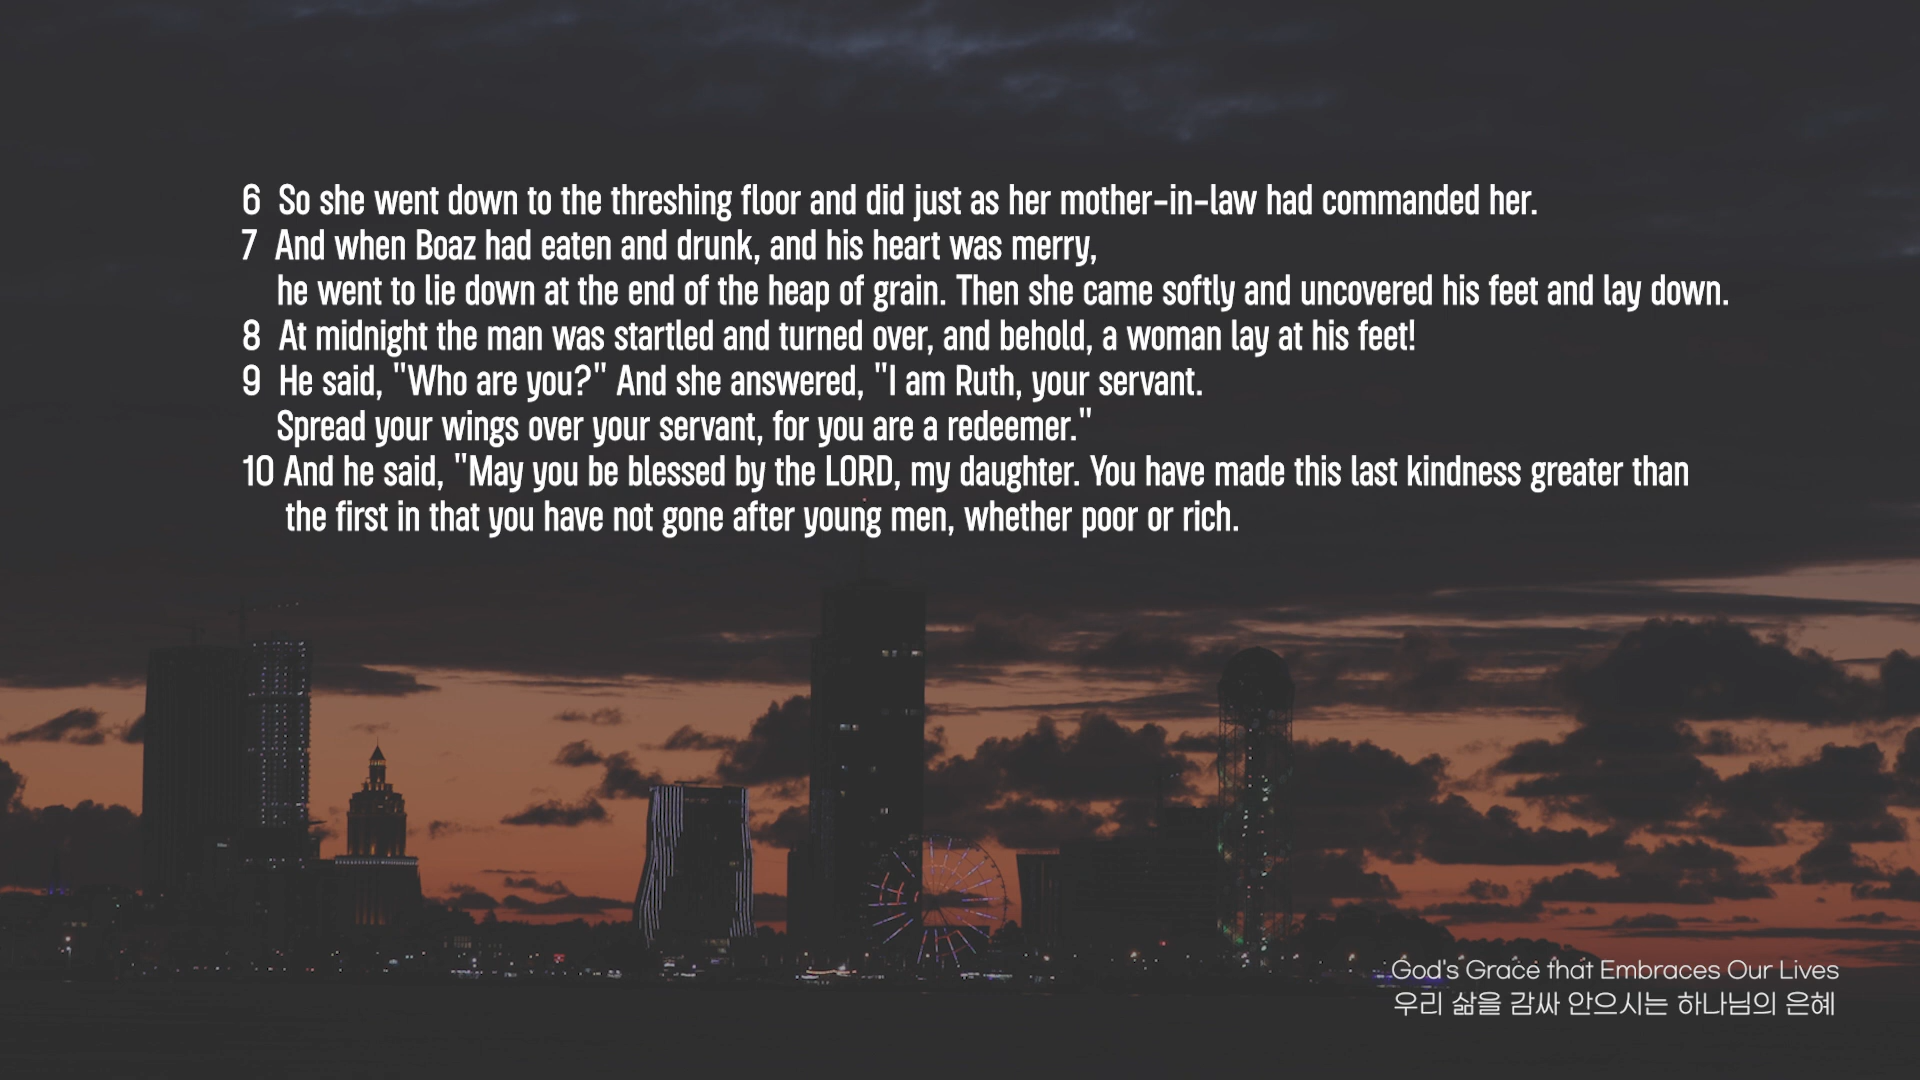 6 So she went down to the threshing floor and did just as her mother-in-law had commanded her.
7 And when Boaz had eaten and drunk, and his heart was merry,
he went to lie down at the end of the heap of grain. Then she came softly and uncovered his feet and lay down.
8 At midnight the man was startled and turned over, and behold, a woman lay at his feet!
9 He said, "Who are you?" And she answered, "I am Ruth, your servant.
Spread your wings over your servant, for you are a redeemer."
10 And he said, "May you be blessed by the LORD, my daughter. You have made this last kindness greater than
the first in that you have not gone after young men, whether poor or rich.
God's Grace that Embraces Our Lives
우리 삶을 감싸 안으시는 하나님의 은혜